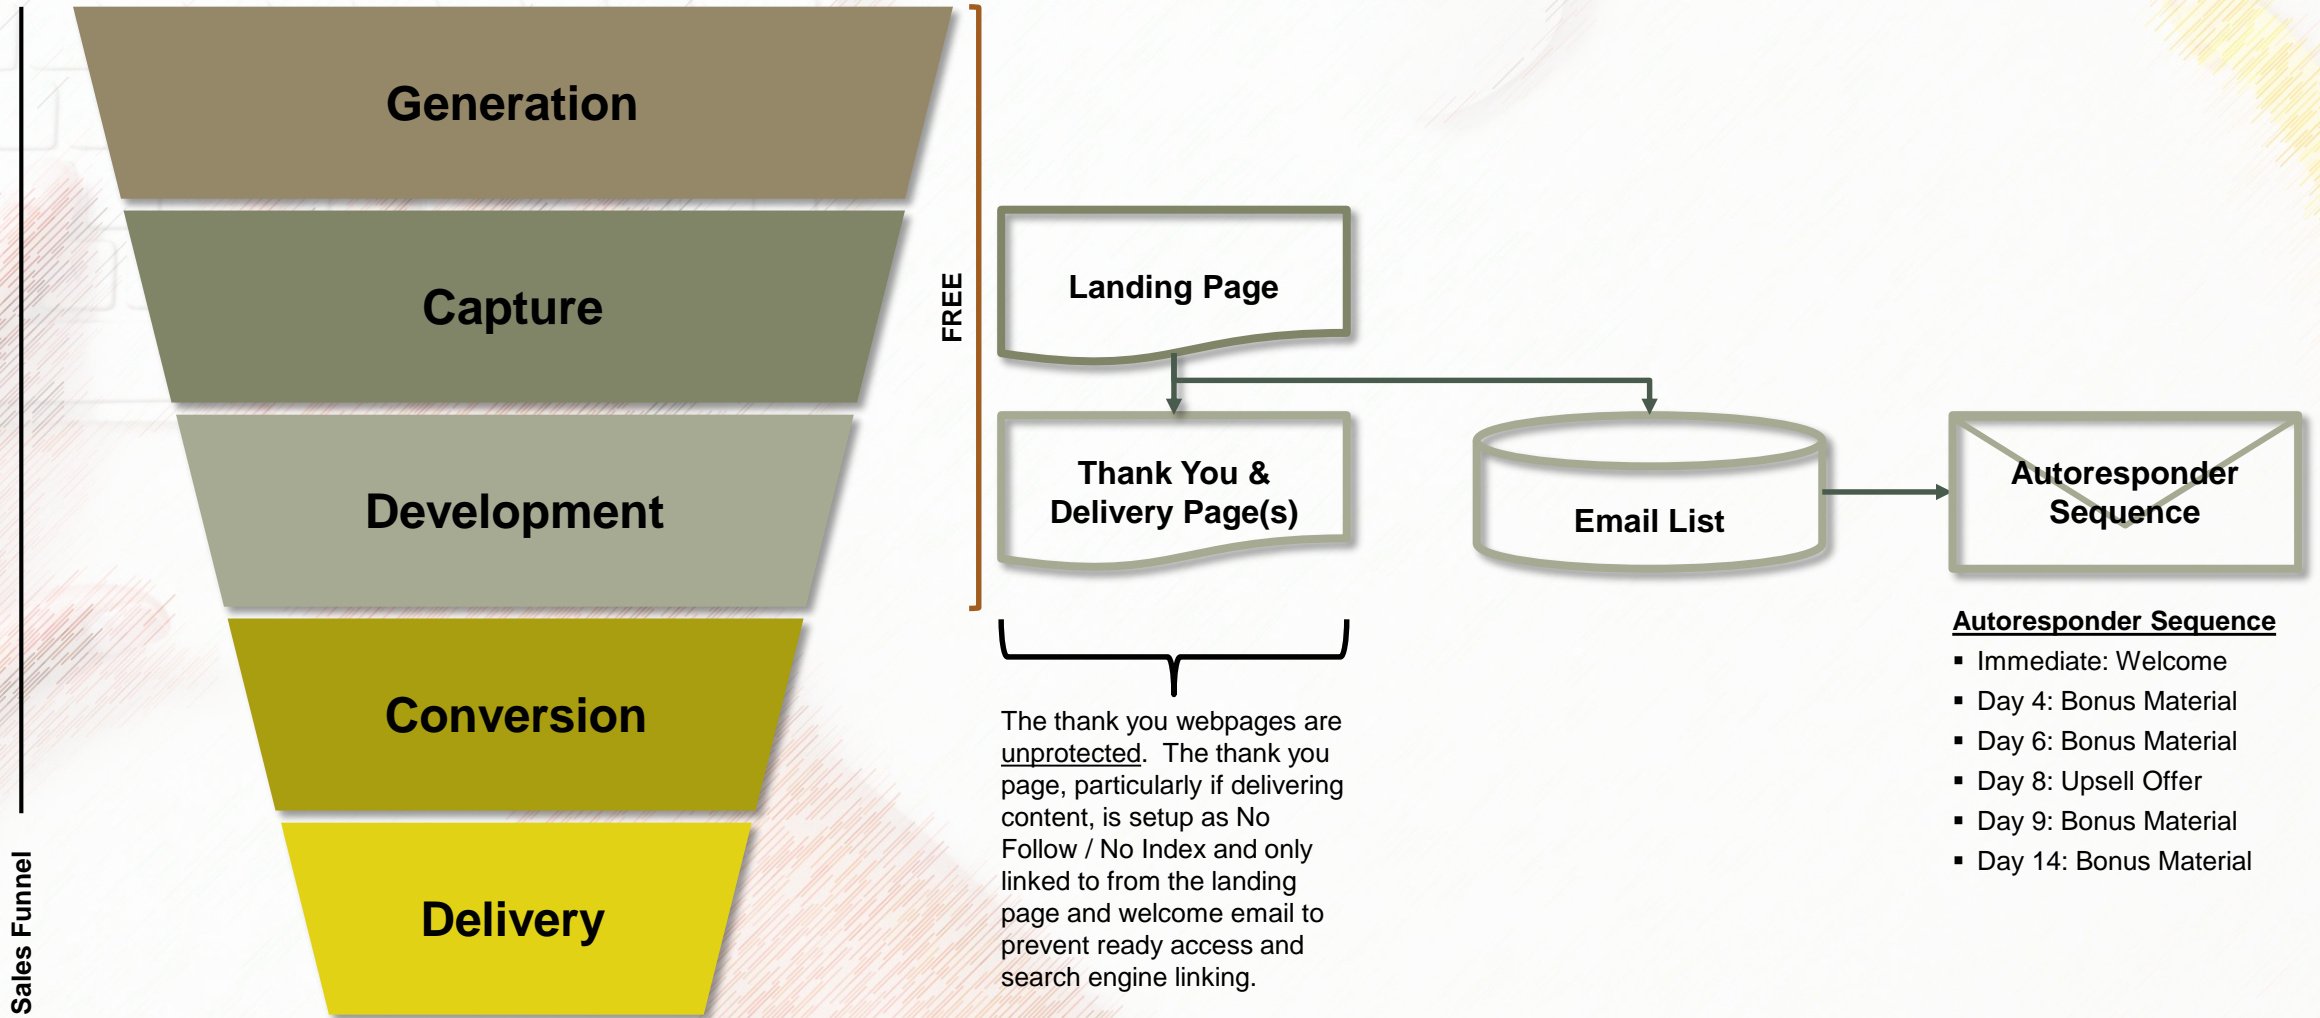 Sales Funnel
Generation
Capture
Development
Conversion
Delivery
FREE
Landing Page
Thank You &
Delivery Page(s)
Email List
Autoresponder
Sequence
The thank you webpages are
unprotected.  The thank you
page, particularly if delivering
content, is setup as No
Follow / No Index and only
linked to from the landing
page and welcome email to
prevent ready access and
search engine linking.
Autoresponder Sequence
▪ Immediate: Welcome
▪ Day 4: Bonus Material
▪ Day 6: Bonus Material
▪ Day 8: Upsell Offer
▪ Day 9: Bonus Material
▪ Day 14: Bonus Material